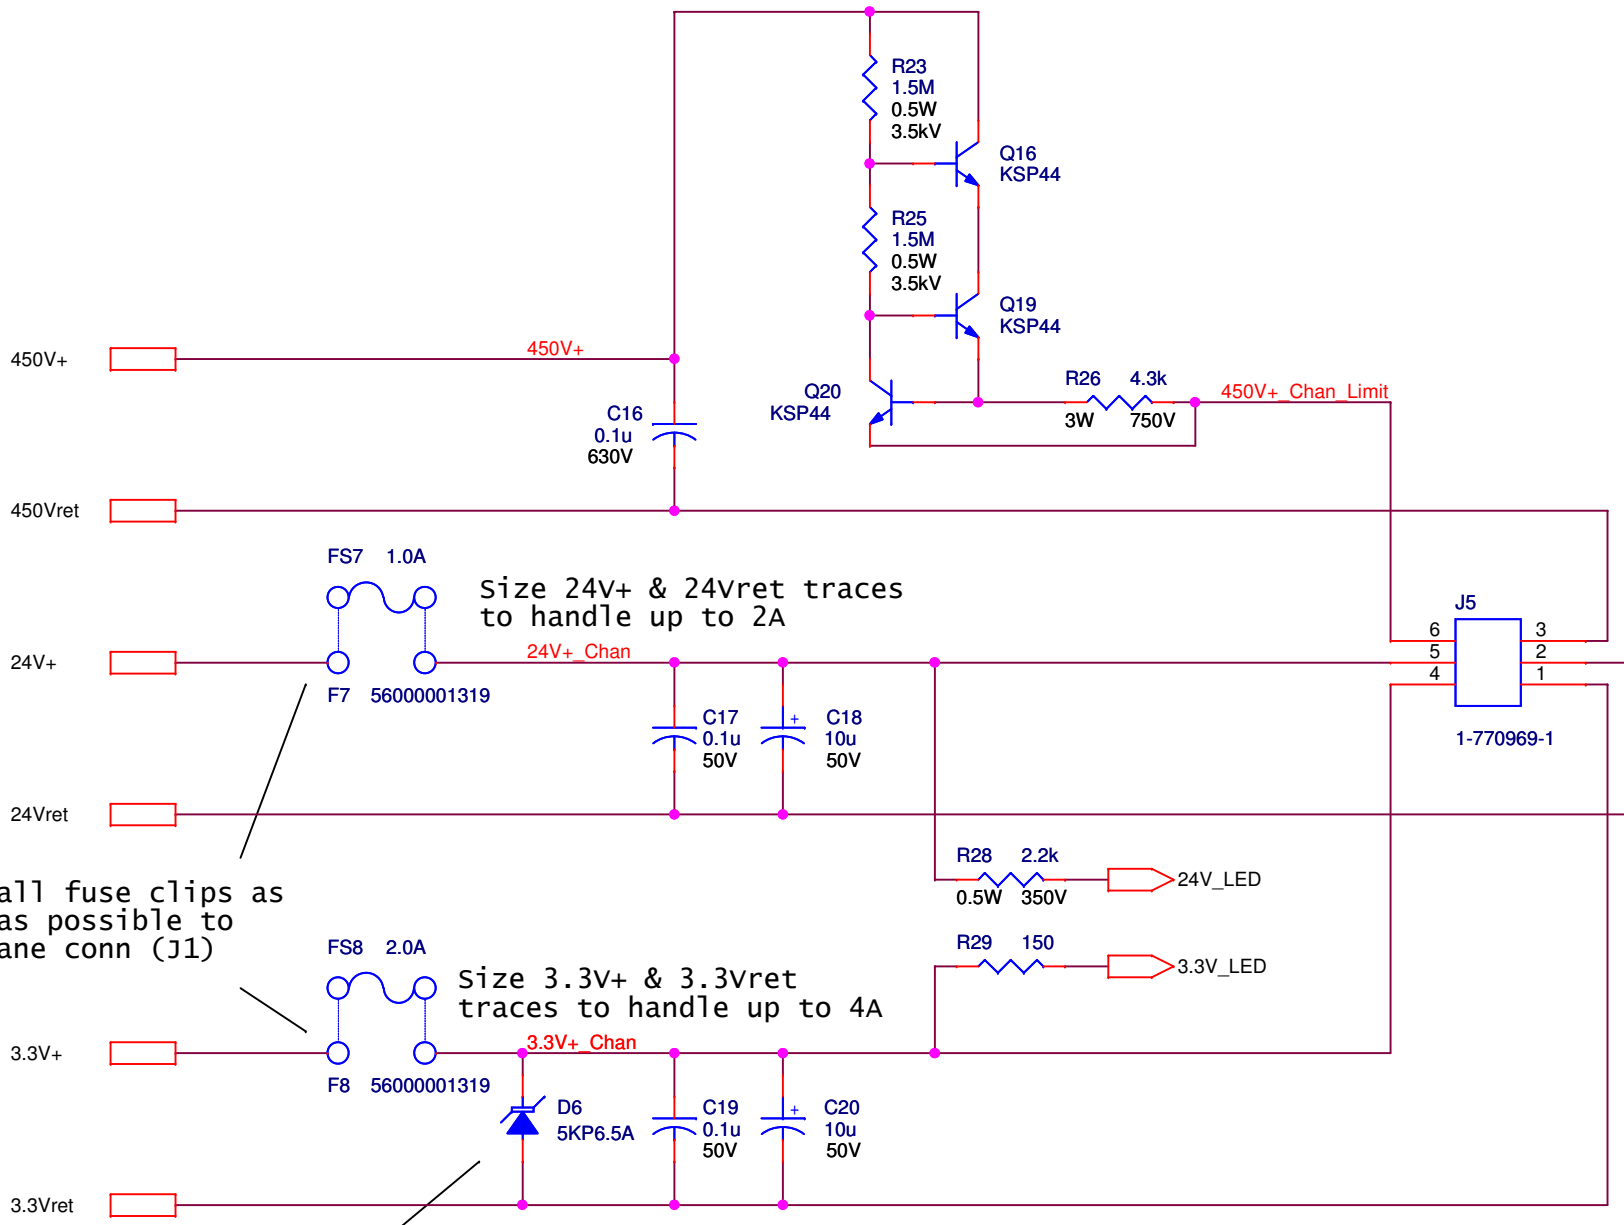 R23
1.5M
0.5W
3.5kV
Q16
KSP44
R25
1.5M
0.5W
3.5kV
Q19
KSP44
450V+
450V+
Q20
KSP44
R26 4.3k
3W 750V
450V+_Chan_Limit
C16
0.1u
630V
450Vret
FS7 1.0A
Size 24V+ & 24Vret traces
to handle up to 2A
J5
6 3
5 2
4 1
1-770969-1
24V+
24V+_Chan
F7 56000001319
C17
0.1u
50V
+
C18
10u
50V
24Vret
R28 2.2k
0.5W 350V
24V_LED
all fuse clips as
as possible to
ane conn (J1)
R29 150
3.3V_LED
FS8 2.0A
Size 3.3V+ & 3.3Vret
traces to handle up to 4A
3.3V+
3.3V+_Chan
F8 56000001319
D6
5KP6.5A
C19
0.1u
50V
+
C20
10u
50V
3.3Vret